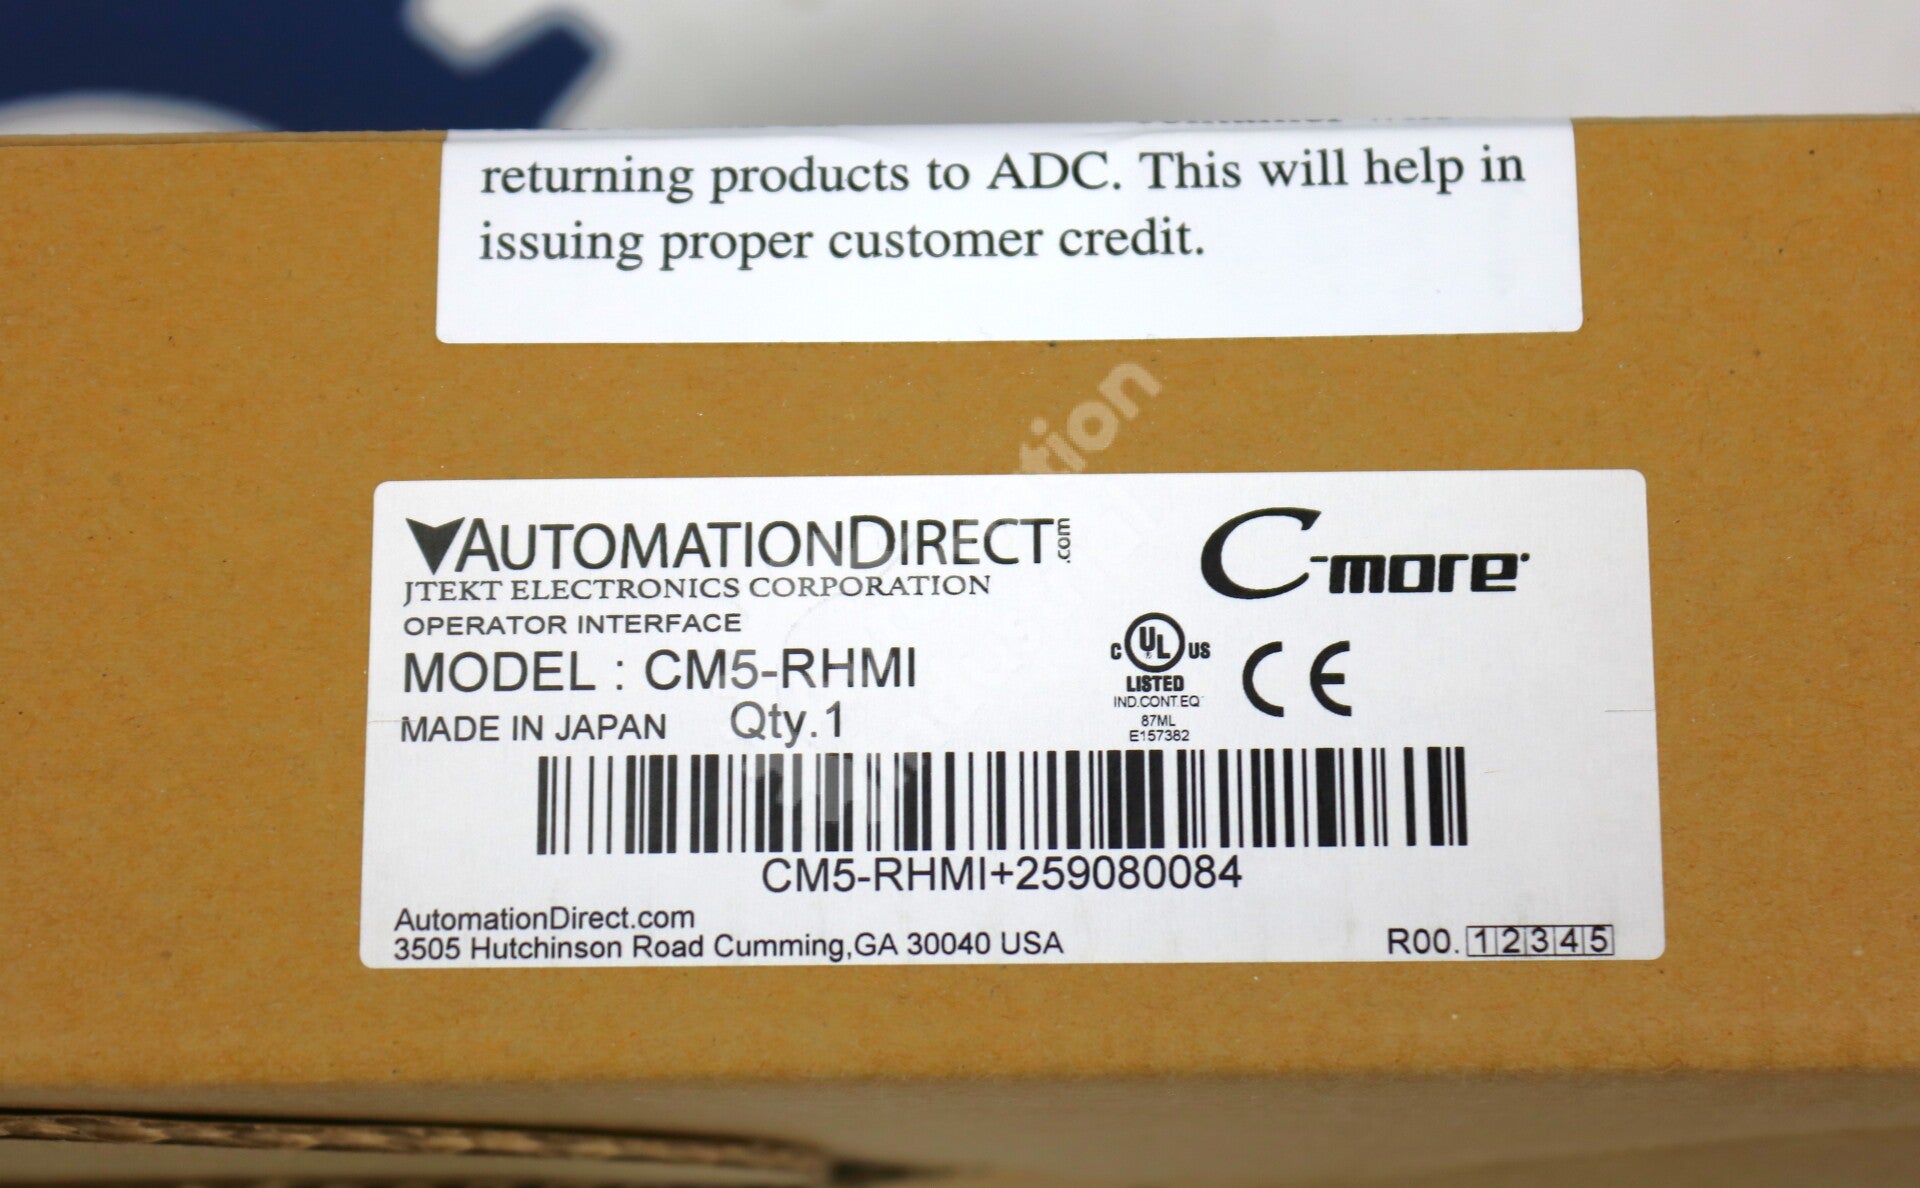 returning products to ADC. This will help in
issuing proper customer credit.
AUTOMATIONDIRECT.com
JTEKT ELECTRONICS CORPORATION
OPERATOR INTERFACE
MODEL : CM5-RHMI
MADE IN JAPAN Qty.1
C-more
C UL US
LISTED
IND.CONT.EQ
87ML
E157382
CE
CM5-RHMI+259080084
AutomationDirect.com
3505 Hutchinson Road Cumming,GA 30040 USA
R00. 1 2 3 4 5